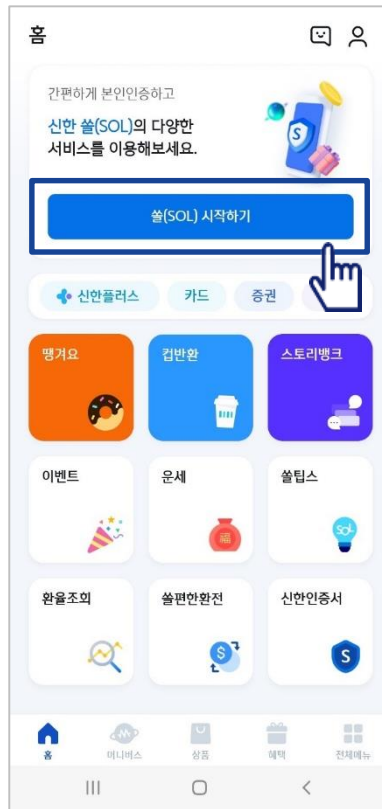 홈
간편하게 본인인증하고
신한 쏠(SOL)의 다양한
서비스를 이용해보세요.
S
쏠(SOL) 시작하기
신한플러스 카드 증권
땡겨요 컵반환 스토리뱅크
이벤트 운세 쏠팁스
福 SOL
환율조회 쏠편한환전 신한인증서
S S
홈 머니버스 상품 혜택 전체메뉴